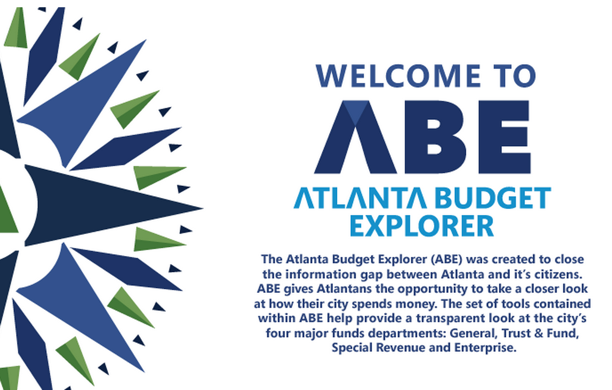 WELCOME TO
ABE
ATLANTA BUDGET
EXPLORER
The Atlanta Budget Explorer (ABE) was created to close
the information gap between Atlanta and it's citizens.
ABE gives Atlantans the opportunity to take a closer look
at how their city spends money. The set of tools contained
within ABE help provide a transparent look at the city's
four major funds departments: General, Trust & Fund,
Special Revenue and Enterprise.